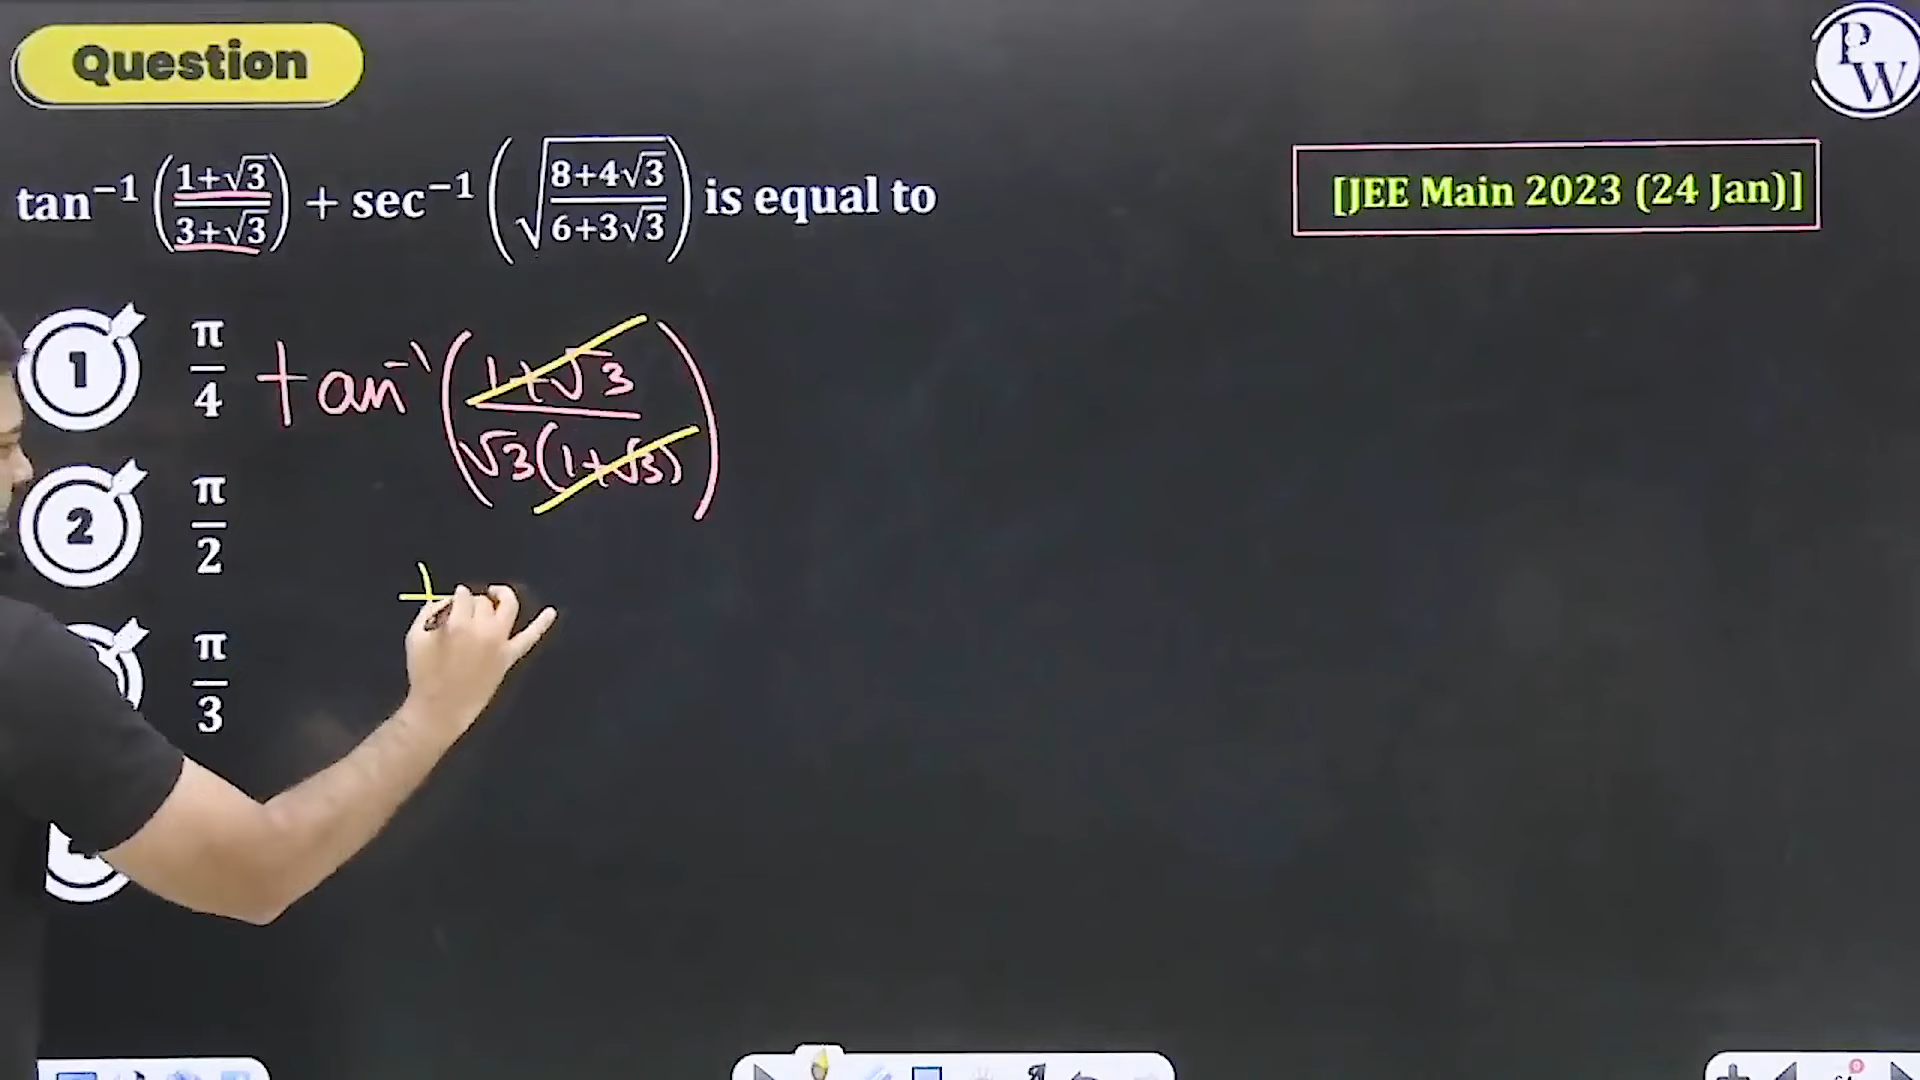 Question
PW
tan⁻¹ ((1+√3)/(3+√3)) + sec⁻¹ (√((8+4√3)/(6+3√3))) is equal to
[JEE Main 2023 (24 Jan)]
1 π/4
tan⁻¹ ((1+√3)/(√3(1+√3)))
2 π/2
π/3